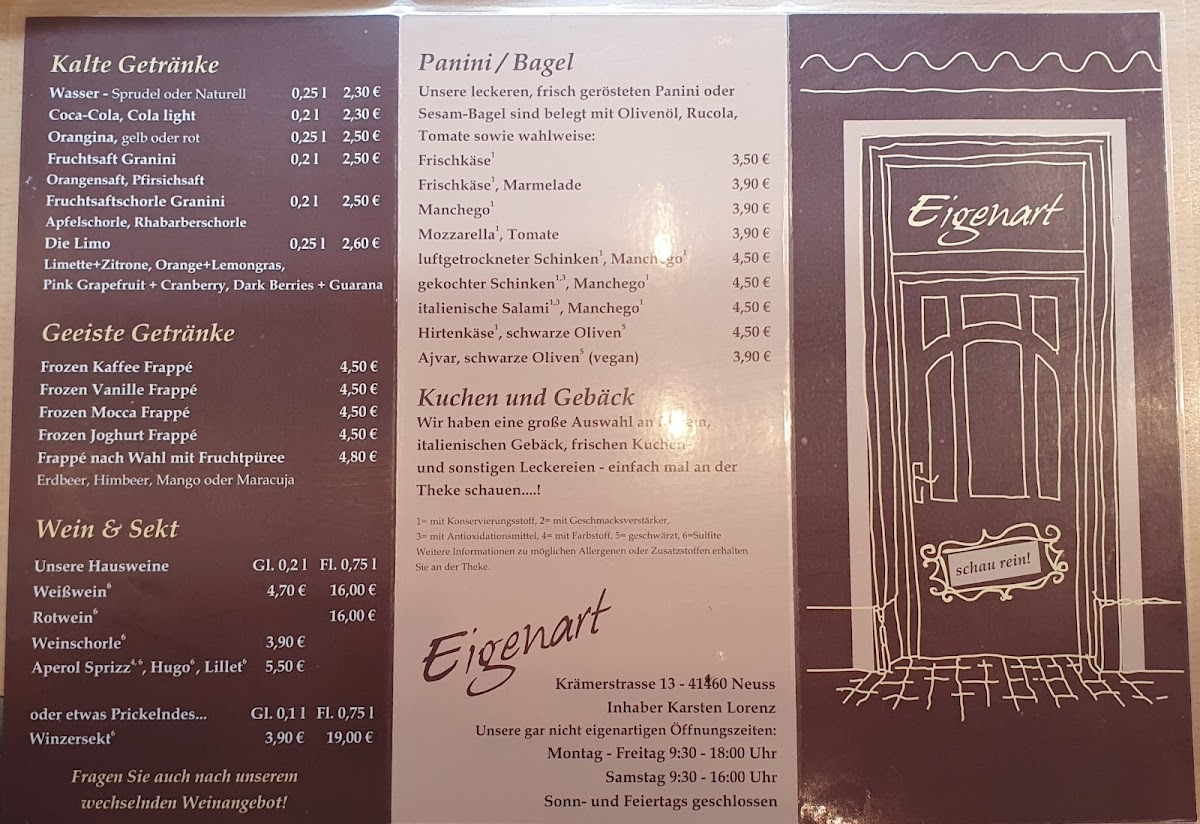 Kalte Getränke
Wasser - Sprudel oder Naturell 0,25 l 2,30 €
Coca-Cola, Cola light 0,2 l 2,30 €
Orangina, gelb oder rot 0,25 l 2,50 €
Fruchtsaft Granini 0,2 l 2,50 €
Orangensaft, Pfirsichsaft
Fruchtsaftschorle Granini 0,2 l 2,50 €
Apfelschorle, Rhabarberschorle
Die Limo 0,25 l 2,60 €
Limette+Zitrone, Orange+Lemongras,
Pink Grapefruit + Cranberry, Dark Berries + Guarana
Geeiste Getränke
Frozen Kaffee Frappé 4,50 €
Frozen Vanille Frappé 4,50 €
Frozen Mocca Frappé 4,50 €
Frozen Joghurt Frappé 4,50 €
Frappé nach Wahl mit Fruchtpüree 4,80 €
Erdbeer, Himbeer, Mango oder Maracuja
Wein & Sekt
Unsere Hausweine Gl. 0,2 l Fl. 0,75 l
Weißwein⁶ 4,70 € 16,00 €
Rotwein⁶ 16,00 €
Weinschorle⁶ 3,90 €
Aperol Sprizz⁴,⁶, Hugo⁶, Lillet⁶ 5,50 €
oder etwas Prickelndes... Gl. 0,1 l Fl. 0,75 l
Winzersekt⁶ 3,90 € 19,00 €
Fragen Sie auch nach unserem
wechselnden Weinangebot!
Panini / Bagel
Unsere leckeren, frisch gerösteten Panini oder
Sesam-Bagel sind belegt mit Olivenöl, Rucola,
Tomate sowie wahlweise:
Frischkäse¹ 3,50 €
Frischkäse¹, Marmelade 3,90 €
Manchego¹ 3,90 €
Mozzarella¹, Tomate 3,90 €
luftgetrockneter Schinken¹, Manchego¹ 4,50 €
gekochter Schinken¹,³, Manchego¹ 4,50 €
italienische Salami¹,³, Manchego¹ 4,50 €
Hirtenkäse¹, schwarze Oliven⁵ 4,50 €
Ajvar, schwarze Oliven⁵ (vegan) 3,90 €
Kuchen und Gebäck
Wir haben eine große Auswahl an
italienischen Gebäck, frischen Kuchen
und sonstigen Leckereien - einfach mal an der
Theke schauen....!
1= mit Konservierungsstoff, 2= mit Geschmacksverstärker,
3= mit Antioxidationsmittel, 4= mit Farbstoff, 5= geschwärzt, 6=Sulfite
Weitere Informationen zu möglichen Allergenen oder Zusatzstoffen erhalten
Sie an der Theke.
Eigenart
Krämerstrasse 13 - 41460 Neuss
Inhaber Karsten Lorenz
Unsere gar nicht eigenartigen Öffnungszeiten:
Montag - Freitag 9:30 - 18:00 Uhr
Samstag 9:30 - 16:00 Uhr
Sonn- und Feiertags geschlossen
Eigenart
schau rein!